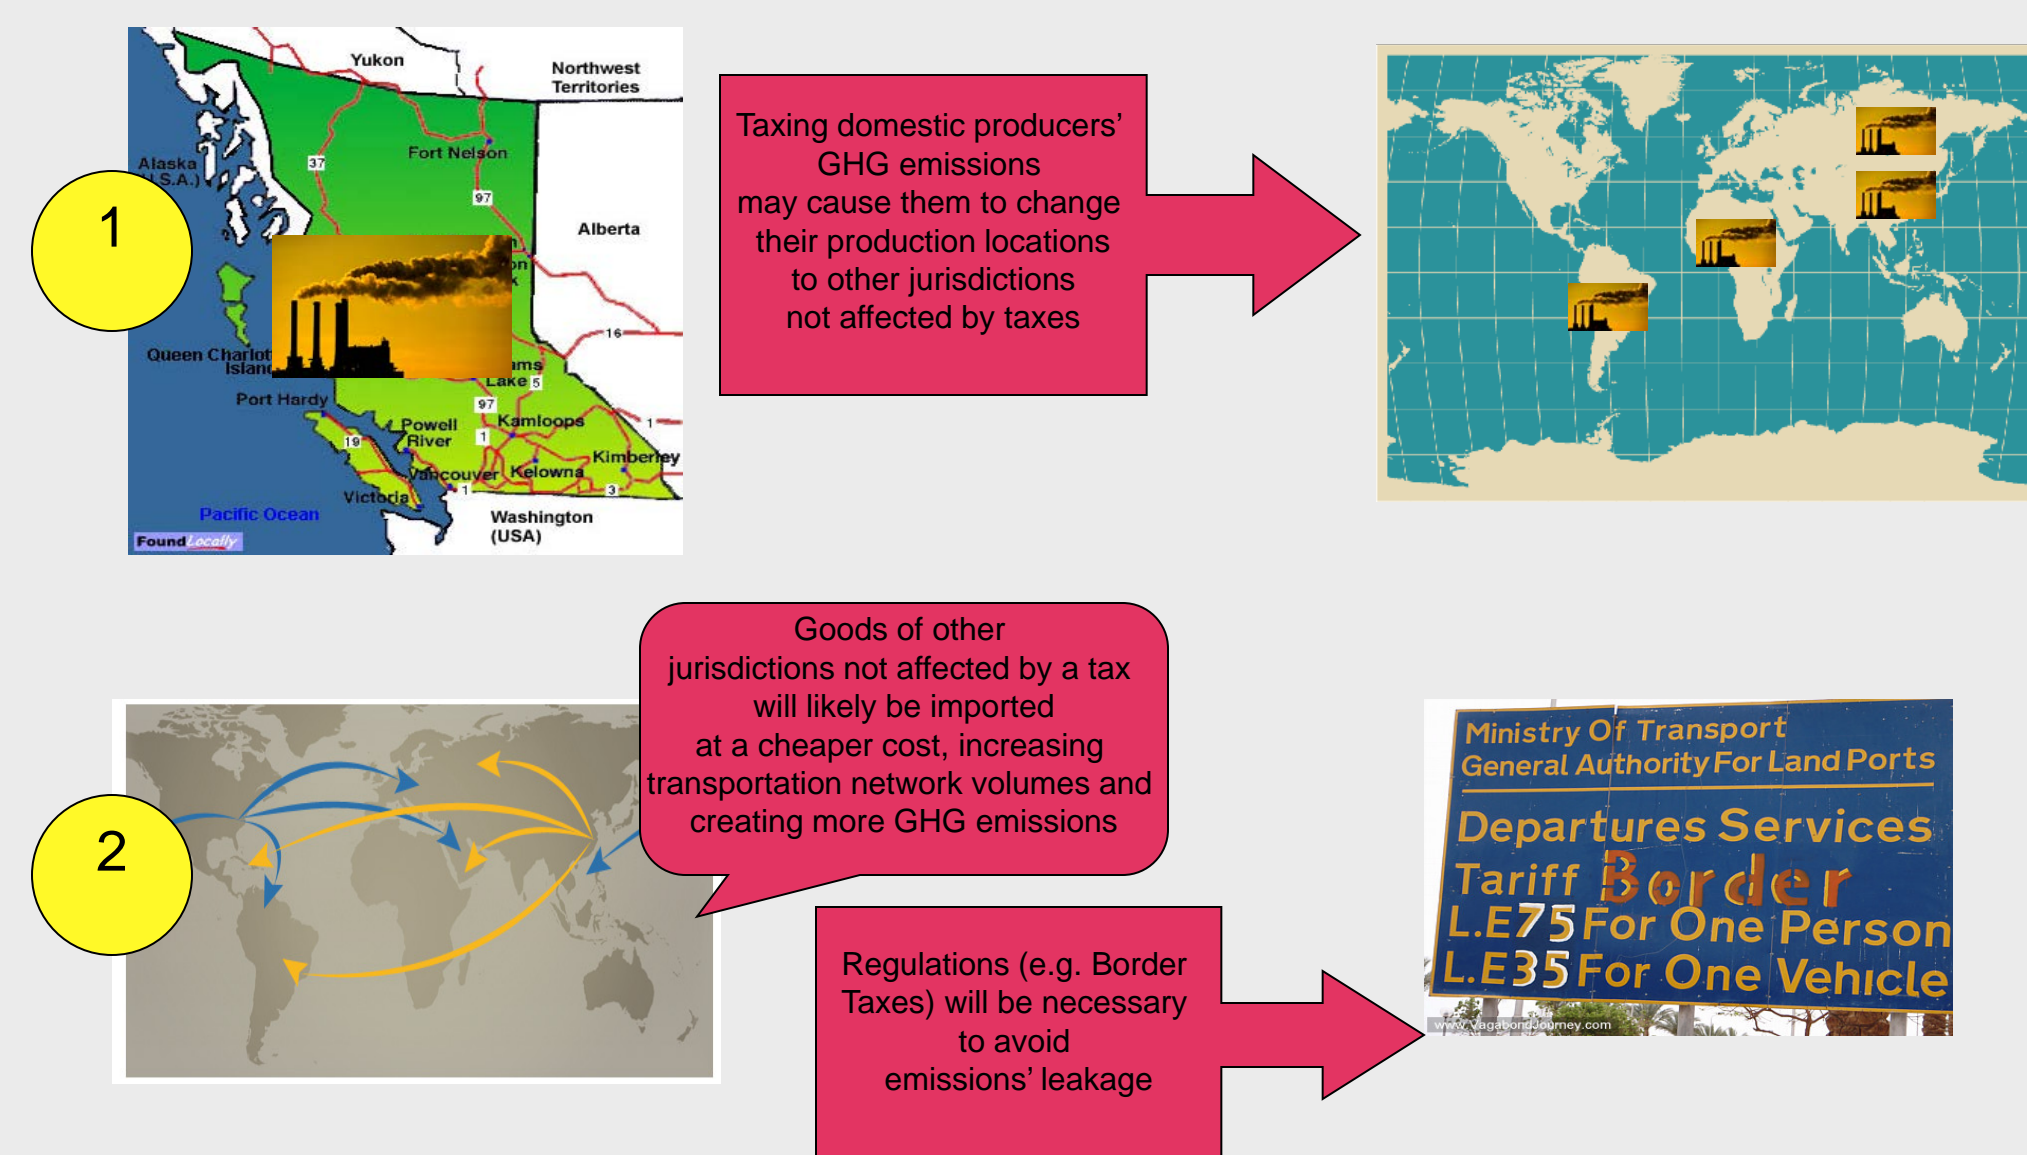 Yukon
Northwest
Territories
Alaska
37
Fort Nelson
97
1
Alberta
16
Queen
Lake
5
Port Hardy
97
Powell
River
Kamloops
1
1
19
Kimberley
Vancouver
Kelowna
Victoria
1
3
Pacific Ocean
Washington
(USA)
FoundLocally
Taxing domestic producers’
GHG emissions
may cause them to change
their production locations
to other jurisdictions
not affected by taxes
Goods of other
jurisdictions not affected by a tax
will likely be imported
at a cheaper cost, increasing
transportation network volumes and
creating more GHG emissions
2
Regulations (e.g. Border
Taxes) will be necessary
to avoid
emissions’ leakage
Ministry Of Transport
General Authority For Land Ports
Departures Services
Tariff Border
L.E 75 For One Person
L.E 35 For One Vehicle
www.VagabondJourney.com